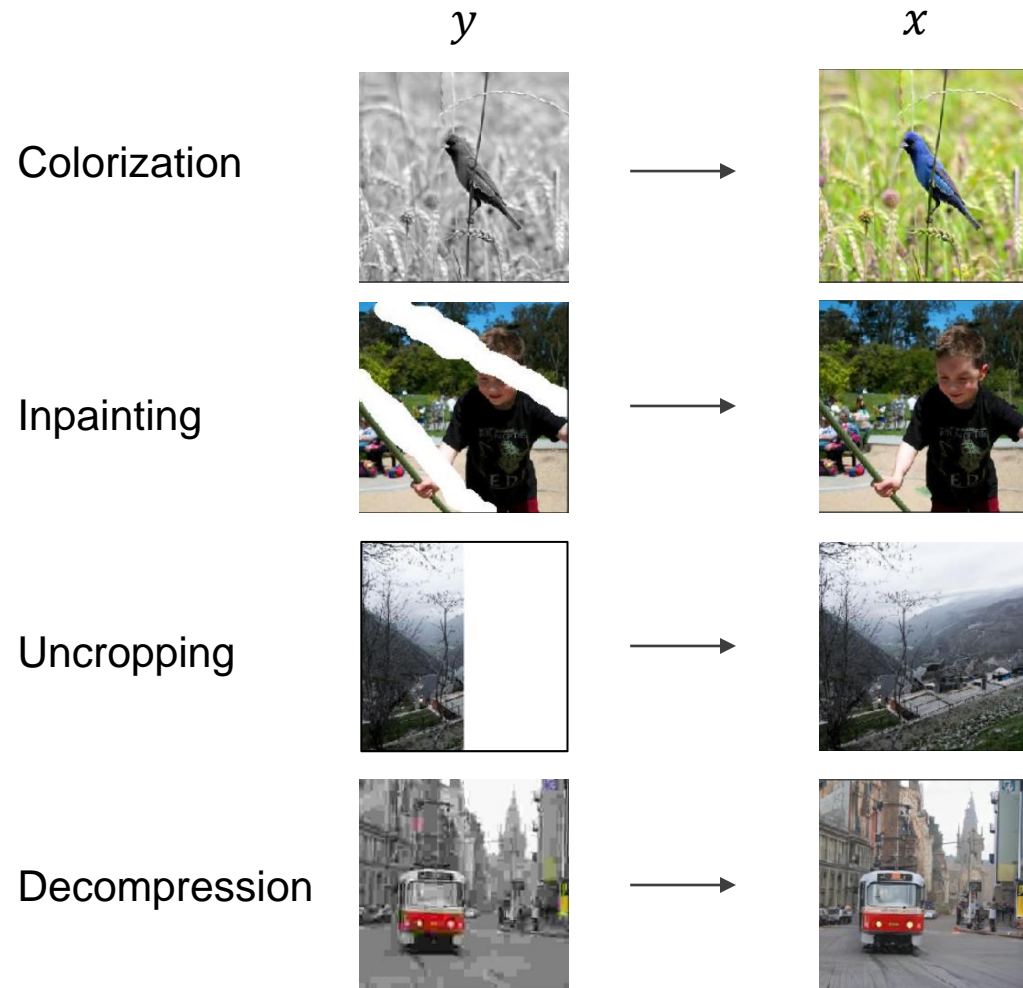 y x
Colorization
Inpainting
Uncropping
Decompression